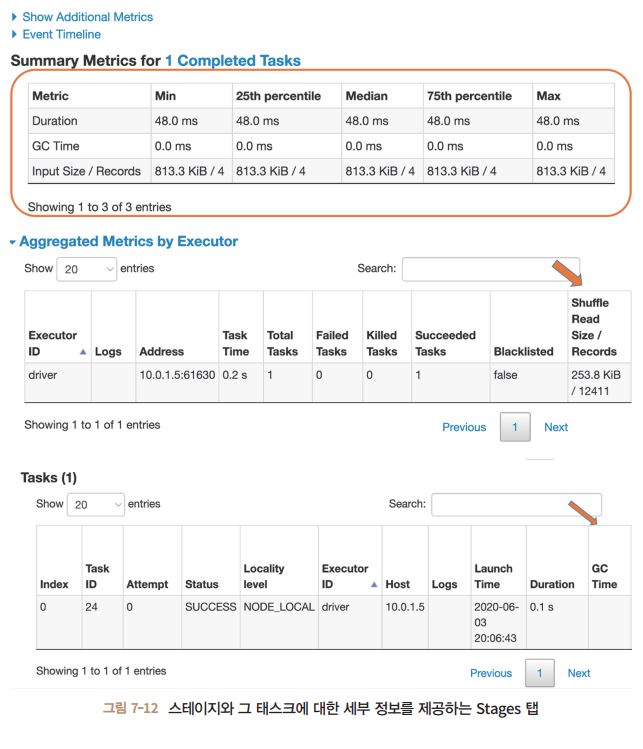 Show Additional Metrics
Event Timeline
Summary Metrics for 1 Completed Tasks
Metric Min 25th percentile Median 75th percentile Max
Duration 48.0 ms 48.0 ms 48.0 ms 48.0 ms 48.0 ms
GC Time 0.0 ms 0.0 ms 0.0 ms 0.0 ms 0.0 ms
Input Size / Records 813.3 KiB / 4 813.3 KiB / 4 813.3 KiB / 4 813.3 KiB / 4 813.3 KiB / 4
Showing 1 to 3 of 3 entries
Aggregated Metrics by Executor
Show 20 entries Search:
Shuffle
Read
Executor Task Total Failed Killed Succeeded Size /
ID Logs Address Time Tasks Tasks Tasks Tasks Blacklisted Records
driver 10.0.1.5:61630 0.2 s 1 0 0 1 false 253.8 KiB
/ 12411
Showing 1 to 1 of 1 entries
Previous 1 Next
Tasks (1)
Show 20 entries Search:
Task Locality Executor Launch GC
Index ID Attempt Status level ID Host Logs Time Duration Time
0 24 0 SUCCESS NODE_LOCAL driver 10.0.1.5 2020-06- 0.1 s
03
20:06:43
Showing 1 to 1 of 1 entries
Previous 1 Next
그림 7-12 스테이지와 그 태스크에 대한 세부 정보를 제공하는 Stages 탭